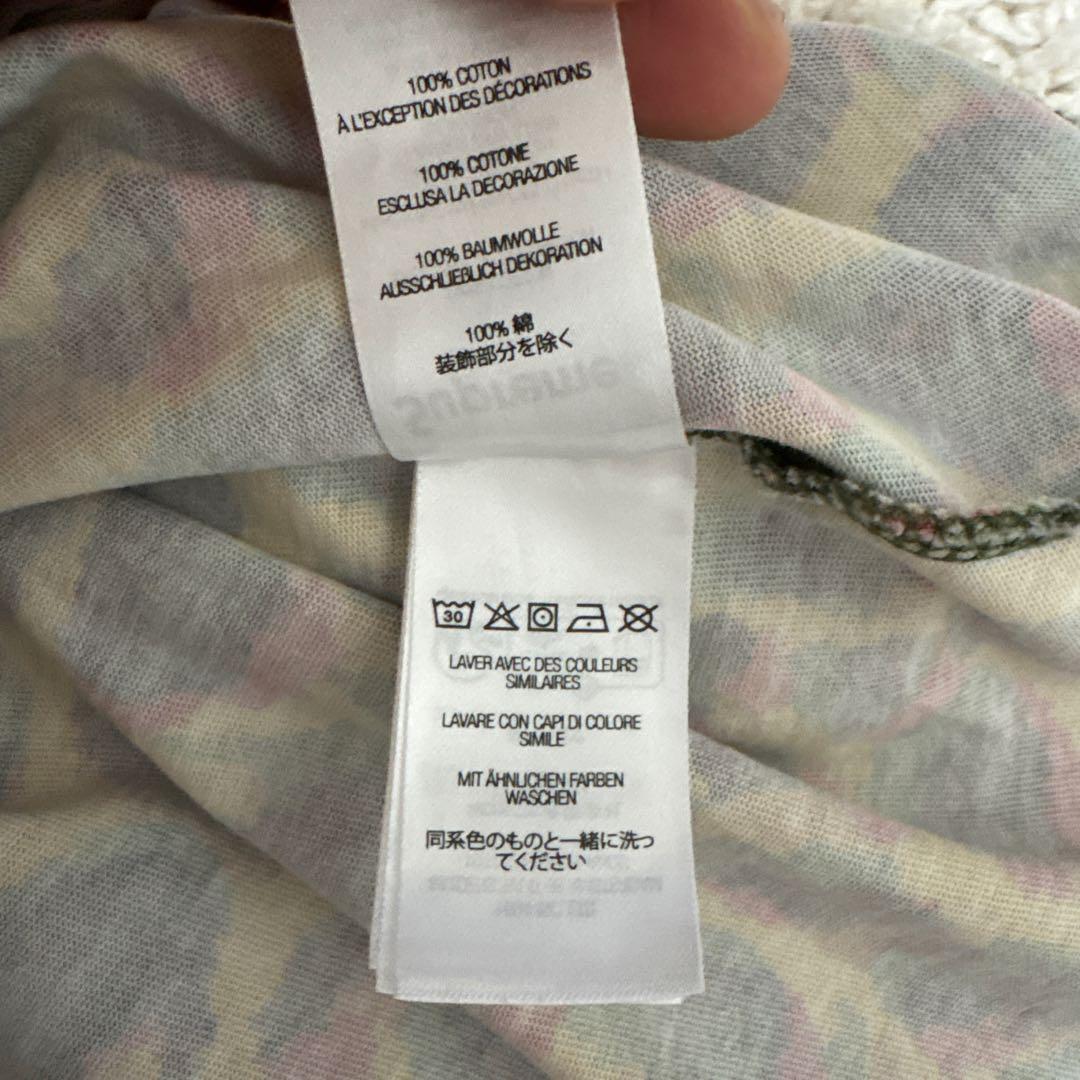 100% COTON
À L'EXCEPTION DES DÉCORATIONS
100% COTONE
ESCLUSA LA DECORAZIONE
100% BAUMWOLLE
AUSSCHLIEßLICH DEKORATION
100% 綿
装飾部分を除く
Supreme
30
LAVER AVEC DES COULEURS
SIMILAIRES
LAVARE CON CAPI DI COLORE
SIMILE
MIT ÄHNLICHEN FARBEN
WASCHEN
同系色のものと一緒に洗っ
てください